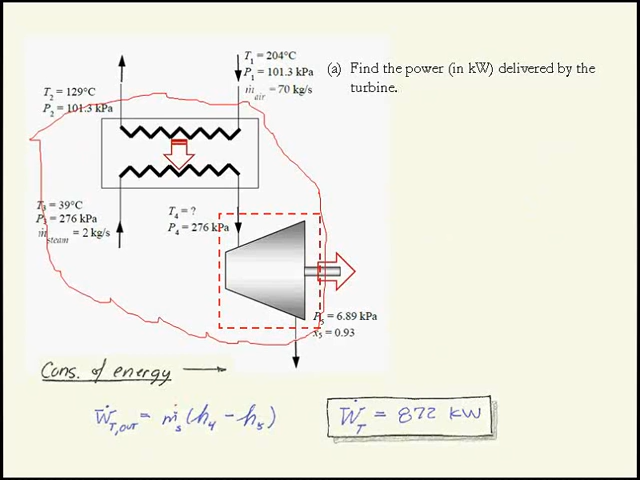 T1 = 204°C
P1 = 101.3 kPa
ṁair = 70 kg/s
(a) Find the power (in kW) delivered by the
turbine.
T2 = 129°C
P2 = 101.3 kPa
T3 = 39°C
P3 = 276 kPa
ṁsteam = 2 kg/s
T4 = ?
P4 = 276 kPa
P5 = 6.89 kPa
x5 = 0.93
Cons. of energy →
ẆT,OUT = ṁs (h4 − h5)
ẆT = 872 kW